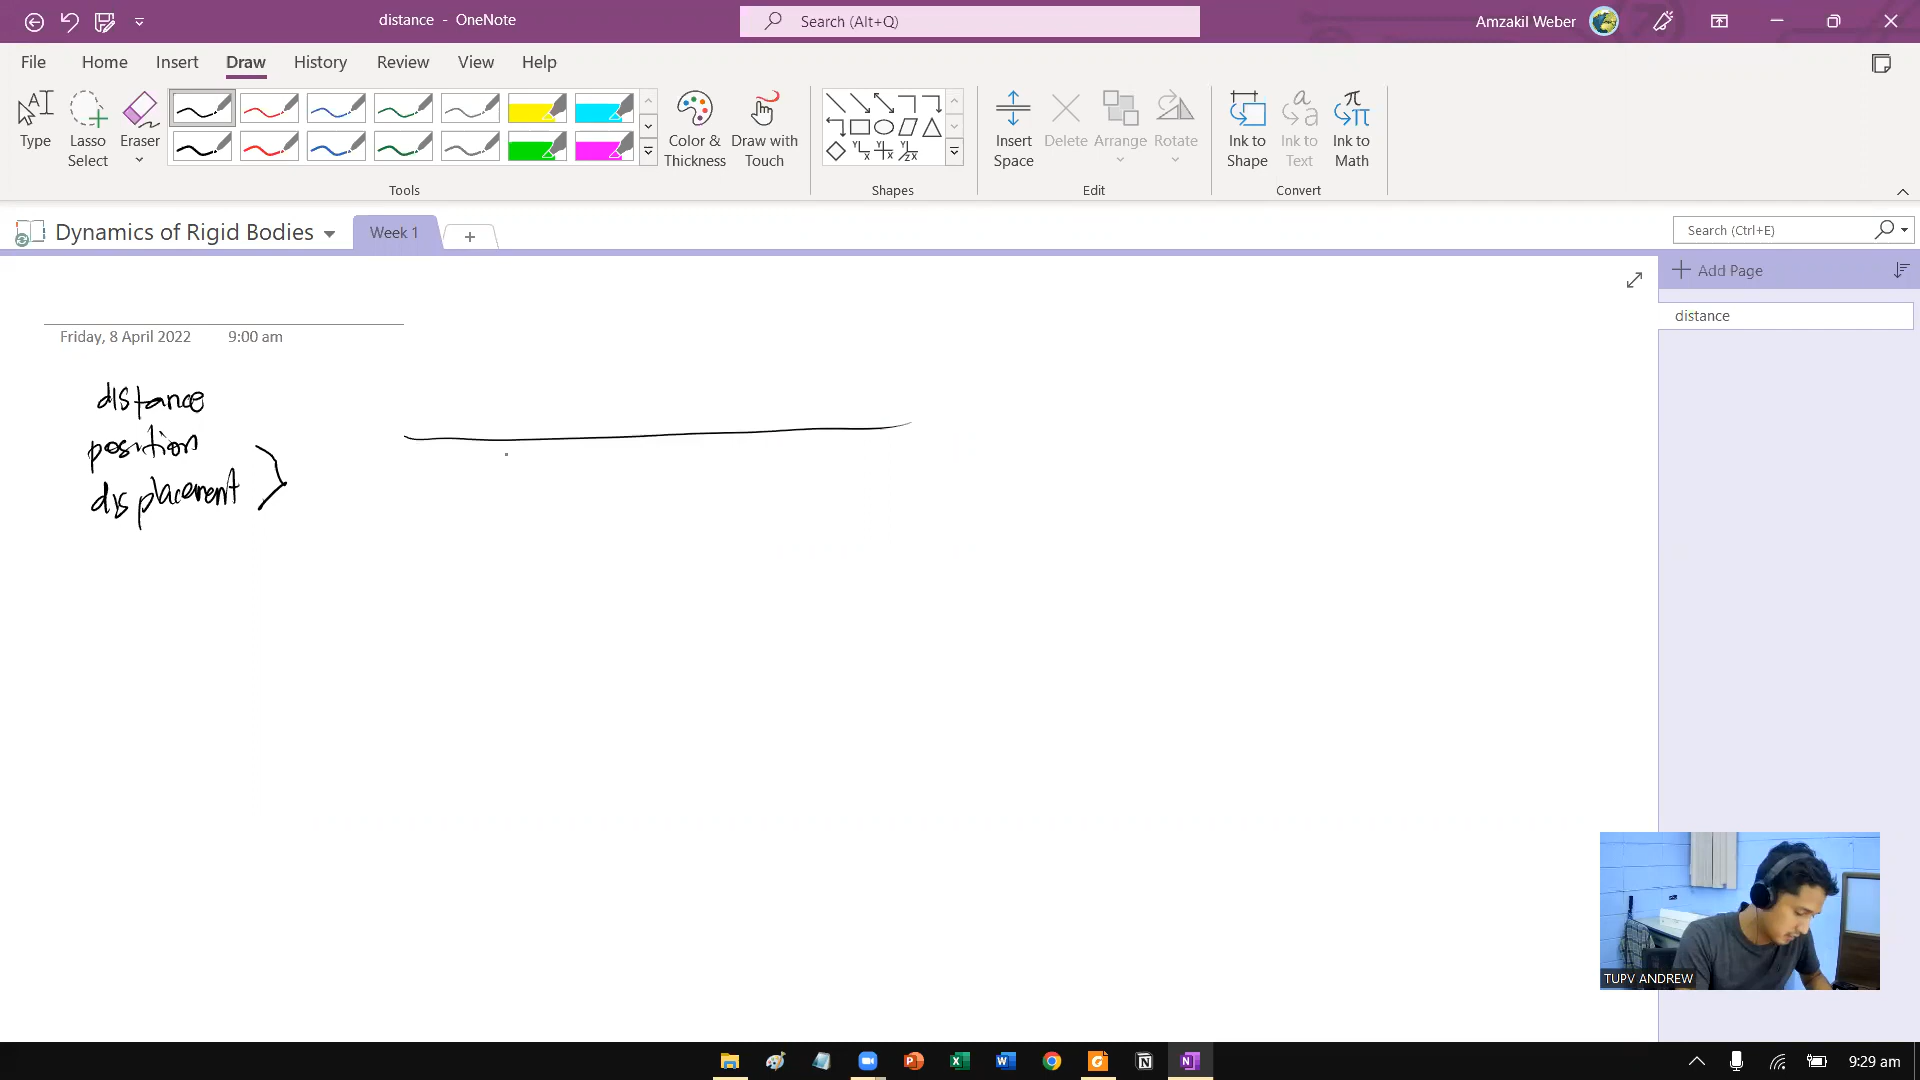 distance - OneNote
Search (Alt+Q)
Amzakil Weber
File Home Insert Draw History Review View Help
Type
Lasso Select
Eraser
Color & Thickness
Draw with Touch
Insert Space
Delete
Arrange
Rotate
Ink to Shape
Ink to Text
Ink to Math
Tools Shapes Edit Convert
Dynamics of Rigid Bodies
Week 1
Search (Ctrl+E)
Add Page
distance
Friday, 8 April 2022 9:00 am
distance
position
displacement
TUPV ANDREW
9:29 am